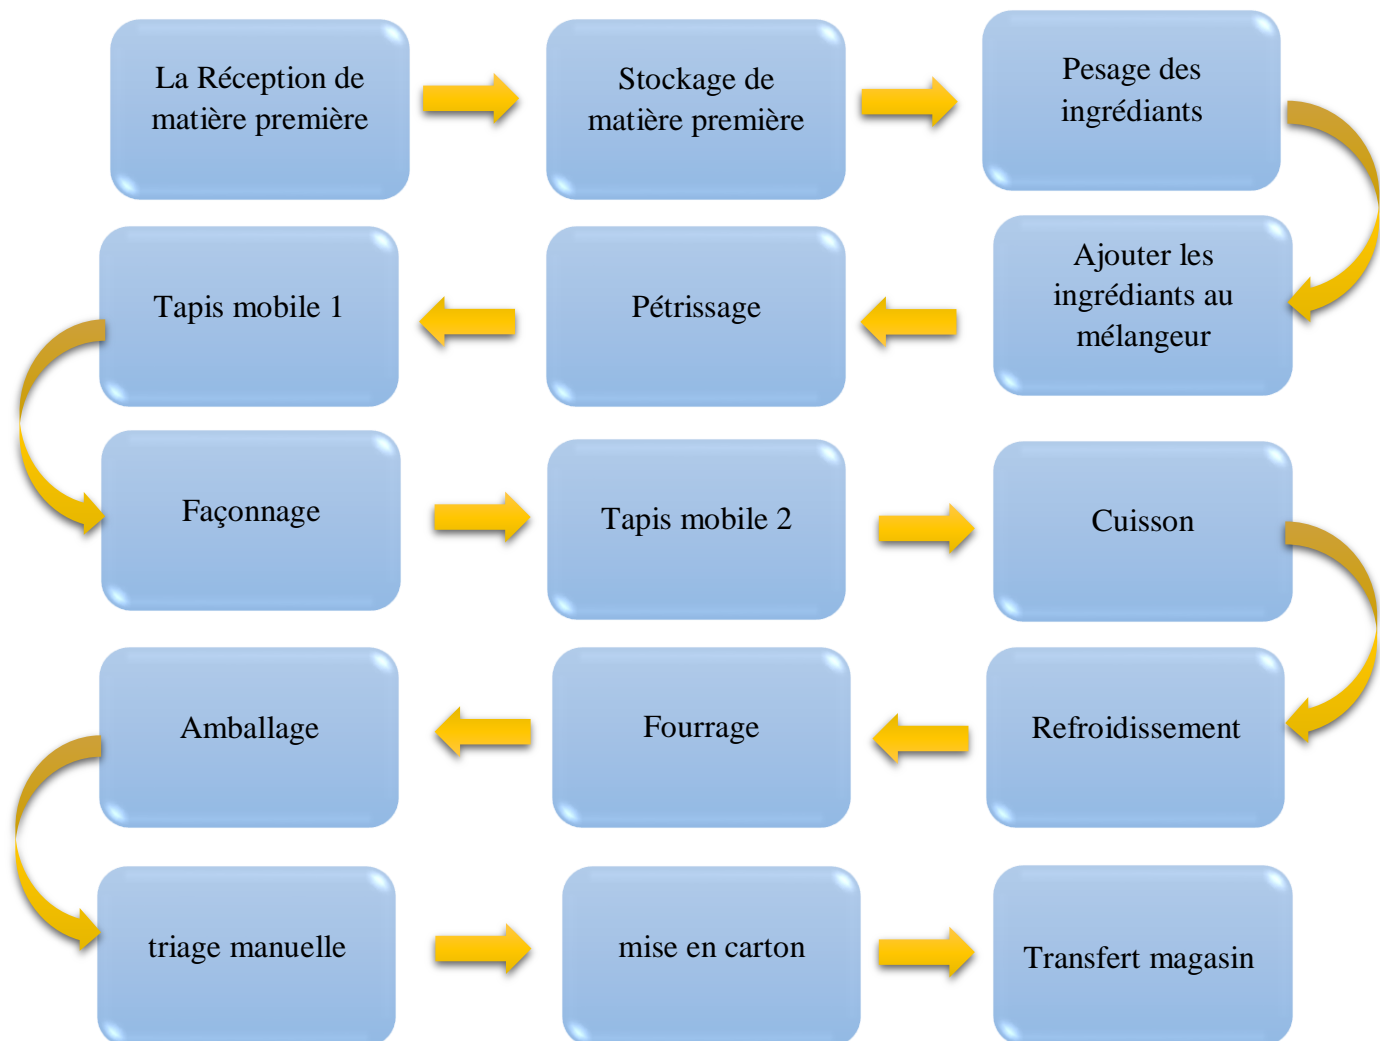 La Réception de
matière première
Stockage de
matière première
Pesage des
ingrédiants
Ajouter les
ingrédiants au
mélangeur
Pétrissage
Tapis mobile 1
Façonnage
Tapis mobile 2
Cuisson
Refroidissement
Fourrage
Amballage
triage manuelle
mise en carton
Transfert magasin